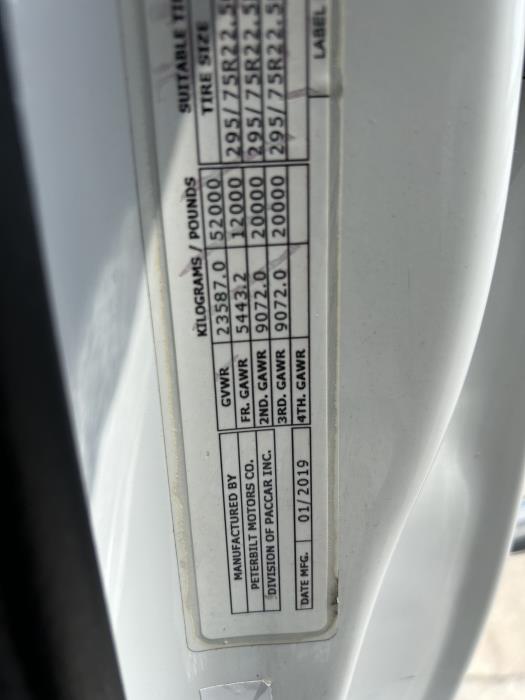 MANUFACTURED BY
PETERBILT MOTORS CO.
DIVISION OF PACCAR INC.
DATE MFG. 01/2019
KILOGRAMS / POUNDS
SUITABLE
TIRE SIZE
GVWR 23587.0 52000
FR. GAWR 5443.2 12000 295/75R22.5
2ND. GAWR 9072.0 20000 295/75R22.5
3RD. GAWR 9072.0 20000 295/75R22.5
4TH. GAWR
LABEL